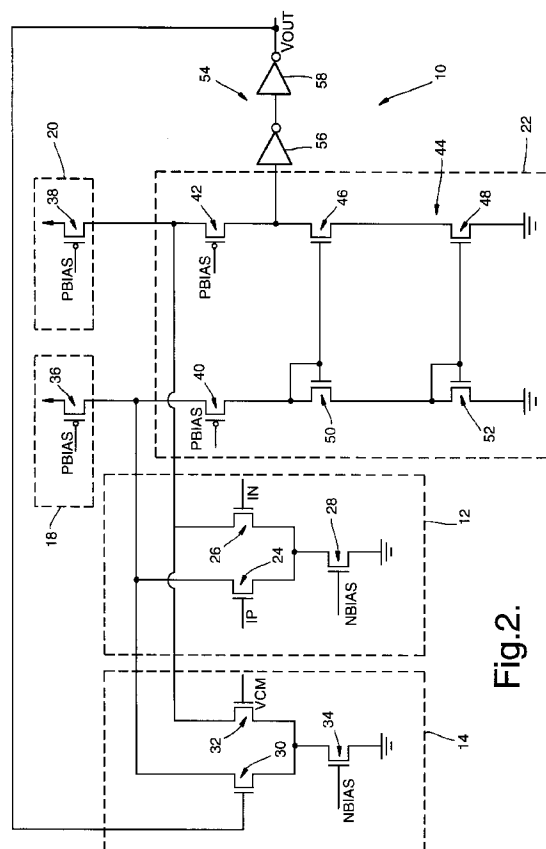 20
18
38
PBIAS
36
PBIAS
54
VOUT
58
56
10
22
42
PBIAS
40
PBIAS
44
46
48
50
52
12
IN
26
24
IP
28
NBIAS
14
VCM
32
30
34
NBIAS
Fig.2.